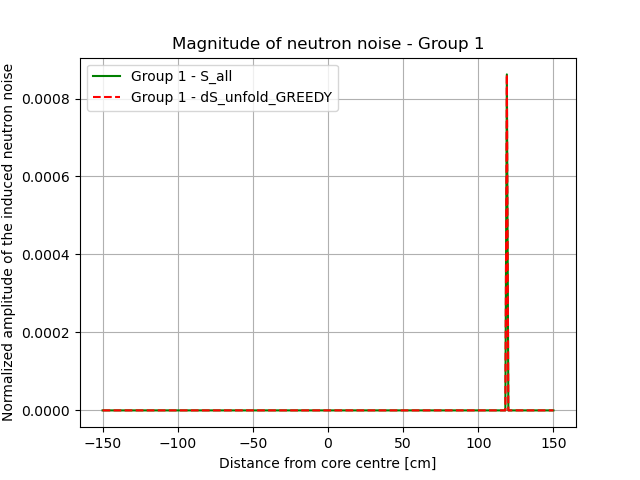 Magnitude of neutron noise - Group 1
Group 1 - S_all
Group 1 - dS_unfold_GREEDY
Normalized amplitude of the induced neutron noise
0.0008
0.0006
0.0004
0.0002
0.0000
−150 −100 −50 0 50 100 150
Distance from core centre [cm]